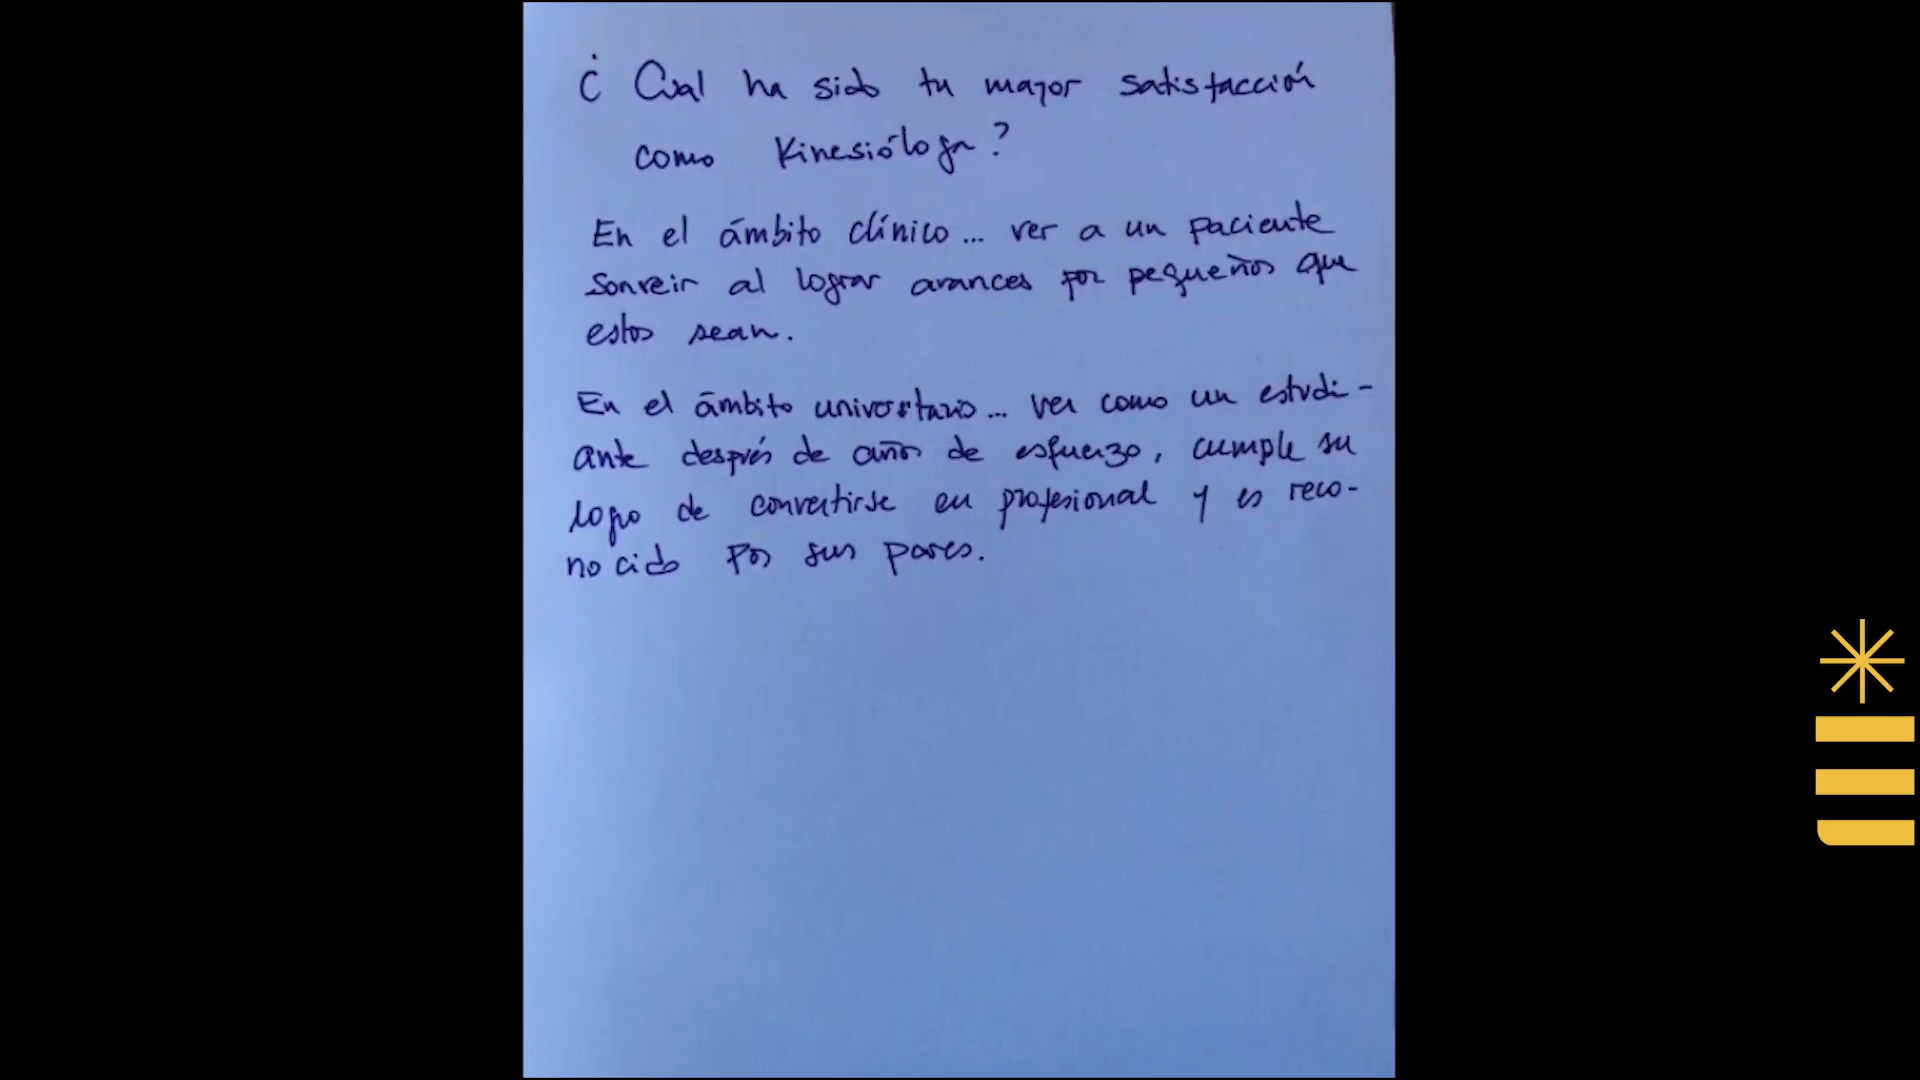 ¿ Cual ha sido tu mayor satisfacción
como Kinesióloga?
En el ámbito clínico... ver a un paciente
sonreir al lograr avances por pequeños que
estos sean.
En el ámbito universitario... ver como un estudi-
ante después de años de esfuerzo, cumple su
logro de convertirse en profesional y es reco-
nocido por sus pares.